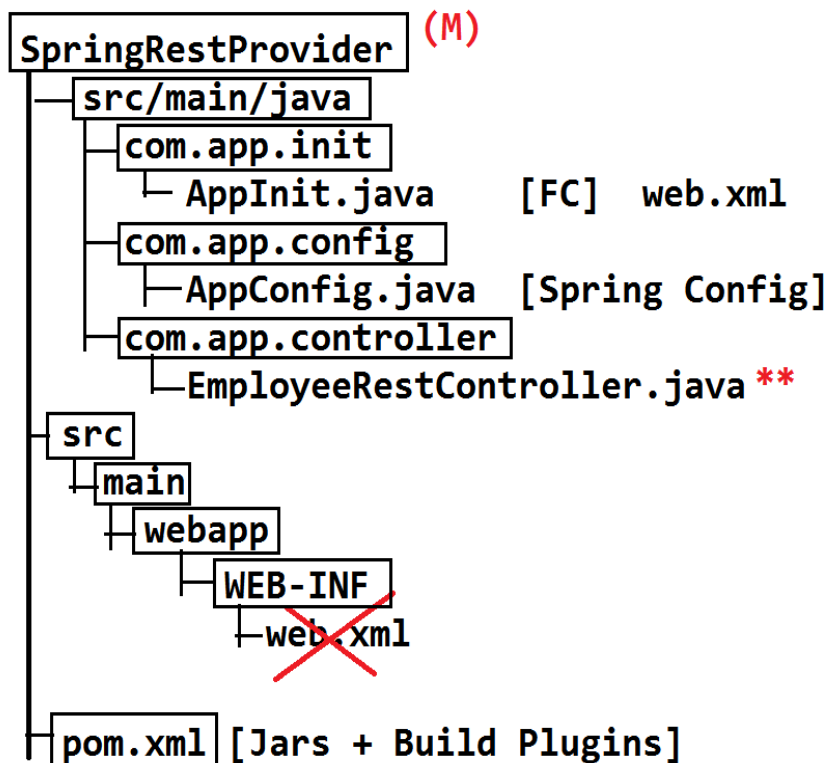 SpringRestProvider (M)
src/main/java
com.app.init
AppInit.java [FC] web.xml
com.app.config
AppConfig.java [Spring Config]
com.app.controller
EmployeeRestController.java **
src
main
webapp
WEB-INF
web.xml
pom.xml [Jars + Build Plugins]